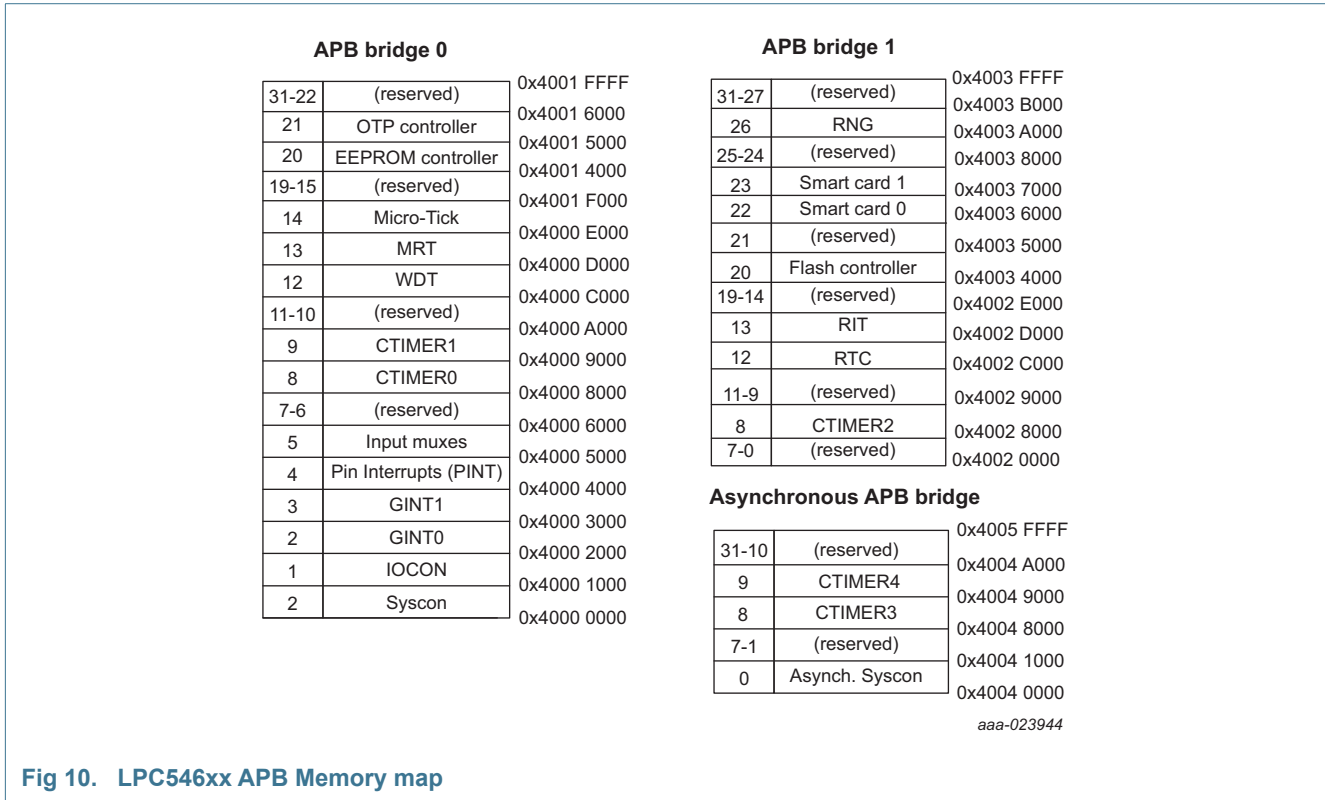 APB bridge 0
0x4001 FFFF
31-22 (reserved)
0x4001 6000
21 OTP controller
0x4001 5000
20 EEPROM controller
0x4001 4000
19-15 (reserved)
0x4001 F000
14 Micro-Tick
0x4000 E000
13 MRT
0x4000 D000
12 WDT
0x4000 C000
11-10 (reserved)
0x4000 A000
9 CTIMER1
0x4000 9000
8 CTIMER0
0x4000 8000
7-6 (reserved)
0x4000 6000
5 Input muxes
0x4000 5000
4 Pin Interrupts (PINT)
0x4000 4000
3 GINT1
0x4000 3000
2 GINT0
0x4000 2000
1 IOCON
0x4000 1000
2 Syscon
0x4000 0000
APB bridge 1
0x4003 FFFF
31-27 (reserved)
0x4003 B000
26 RNG
0x4003 A000
25-24 (reserved)
0x4003 8000
23 Smart card 1
0x4003 7000
22 Smart card 0
0x4003 6000
21 (reserved)
0x4003 5000
20 Flash controller
0x4003 4000
19-14 (reserved)
0x4002 E000
13 RIT
0x4002 D000
12 RTC
0x4002 C000
11-9 (reserved)
0x4002 9000
8 CTIMER2
0x4002 8000
7-0 (reserved)
0x4002 0000
Asynchronous APB bridge
0x4005 FFFF
31-10 (reserved)
0x4004 A000
9 CTIMER4
0x4004 9000
8 CTIMER3
0x4004 8000
7-1 (reserved)
0x4004 1000
0 Asynch. Syscon
0x4004 0000
aaa-023944
Fig 10. LPC546xx APB Memory map